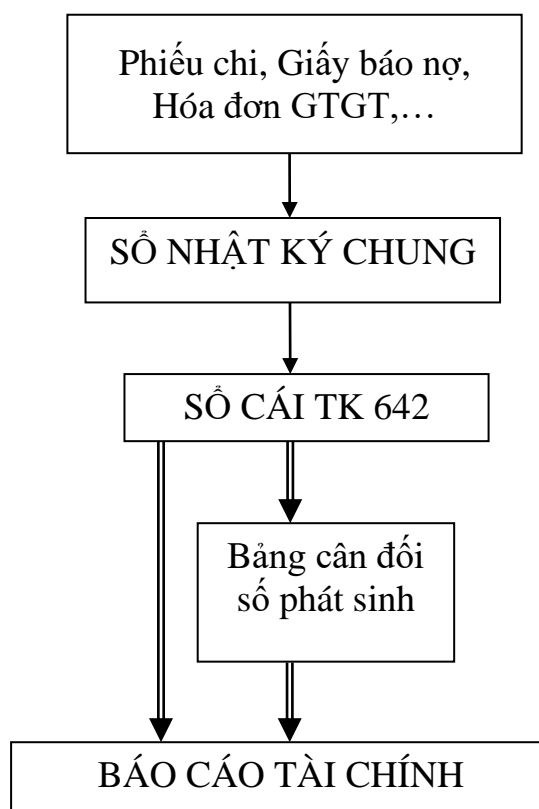 Phiếu chi, Giấy báo nợ,
Hóa đơn GTGT,…
SỔ NHẬT KÝ CHUNG
SỔ CÁI TK 642
Bảng cân đối
số phát sinh
BÁO CÁO TÀI CHÍNH